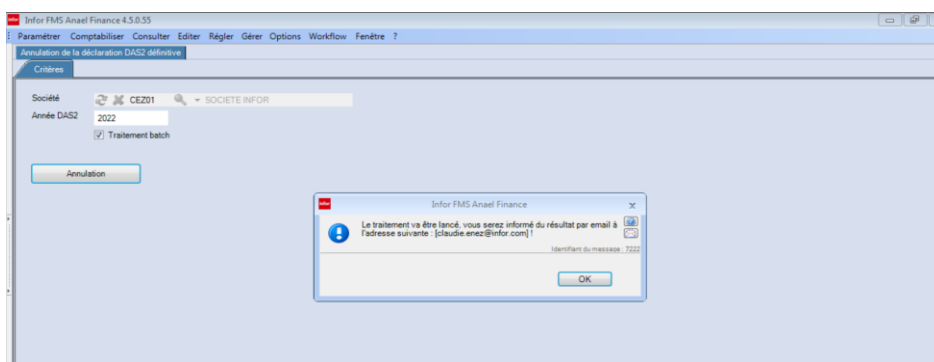 infor Infor FMS Anael Finance 4.5.0.55
Paramétrer Comptabiliser Consulter Editer Régler Gérer Options Workflow Fenêtre ?
Annulation de la déclaration DAS2 définitive
Critères
Société CEZ01 SOCIETE INFOR
Année DAS2 2022
Traitement batch
Annulation
infor Infor FMS Anael Finance x
Le traitement va être lancé, vous serez informé du résultat par email à
l'adresse suivante : [claudie.enez@infor.com] !
Identifiant du message : 7222
OK